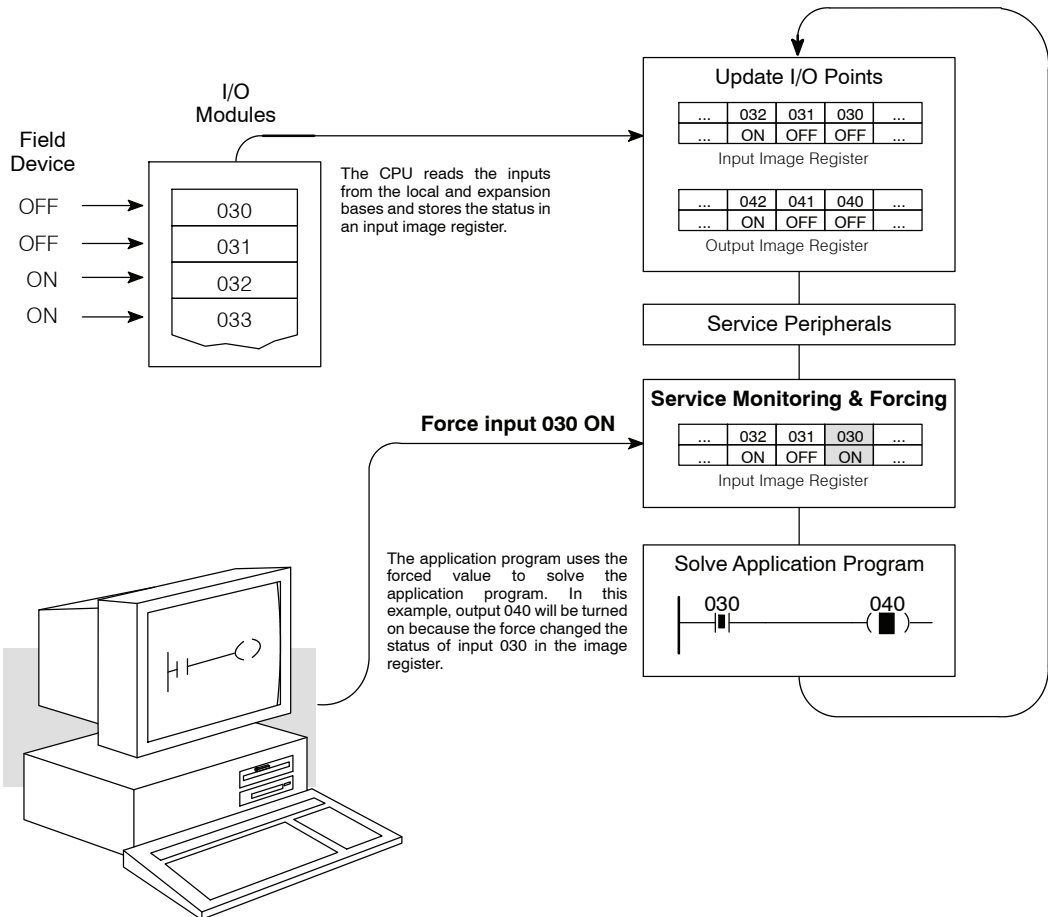 I/O
Modules
Field
Device
OFF
OFF
ON
ON
030
031
032
033
The CPU reads the inputs
from the local and expansion
bases and stores the status in
an input image register.
Update I/O Points
... 032 031 030 ...
... ON OFF OFF ...
Input Image Register
... 042 041 040 ...
... ON OFF OFF ...
Output Image Register
Service Peripherals
Service Monitoring & Forcing
Force input 030 ON
... 032 031 030 ...
... ON OFF ON ...
Input Image Register
The application program uses the
forced value to solve the
application program. In this
example, output 040 will be turned
on because the force changed the
status of input 030 in the image
register.
Solve Application Program
030 040